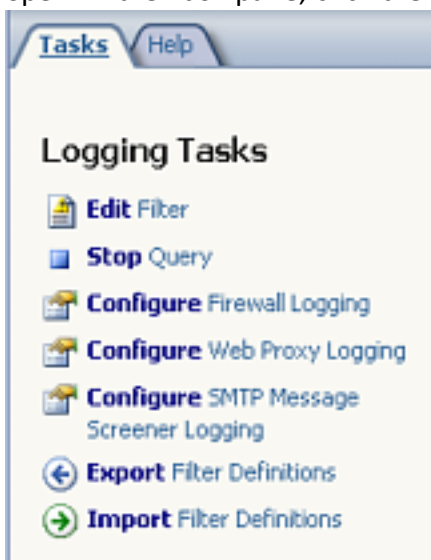 Tasks Help
Logging Tasks
Edit Filter
Stop Query
Configure Firewall Logging
Configure Web Proxy Logging
Configure SMTP Message
Screener Logging
Export Filter Definitions
Import Filter Definitions